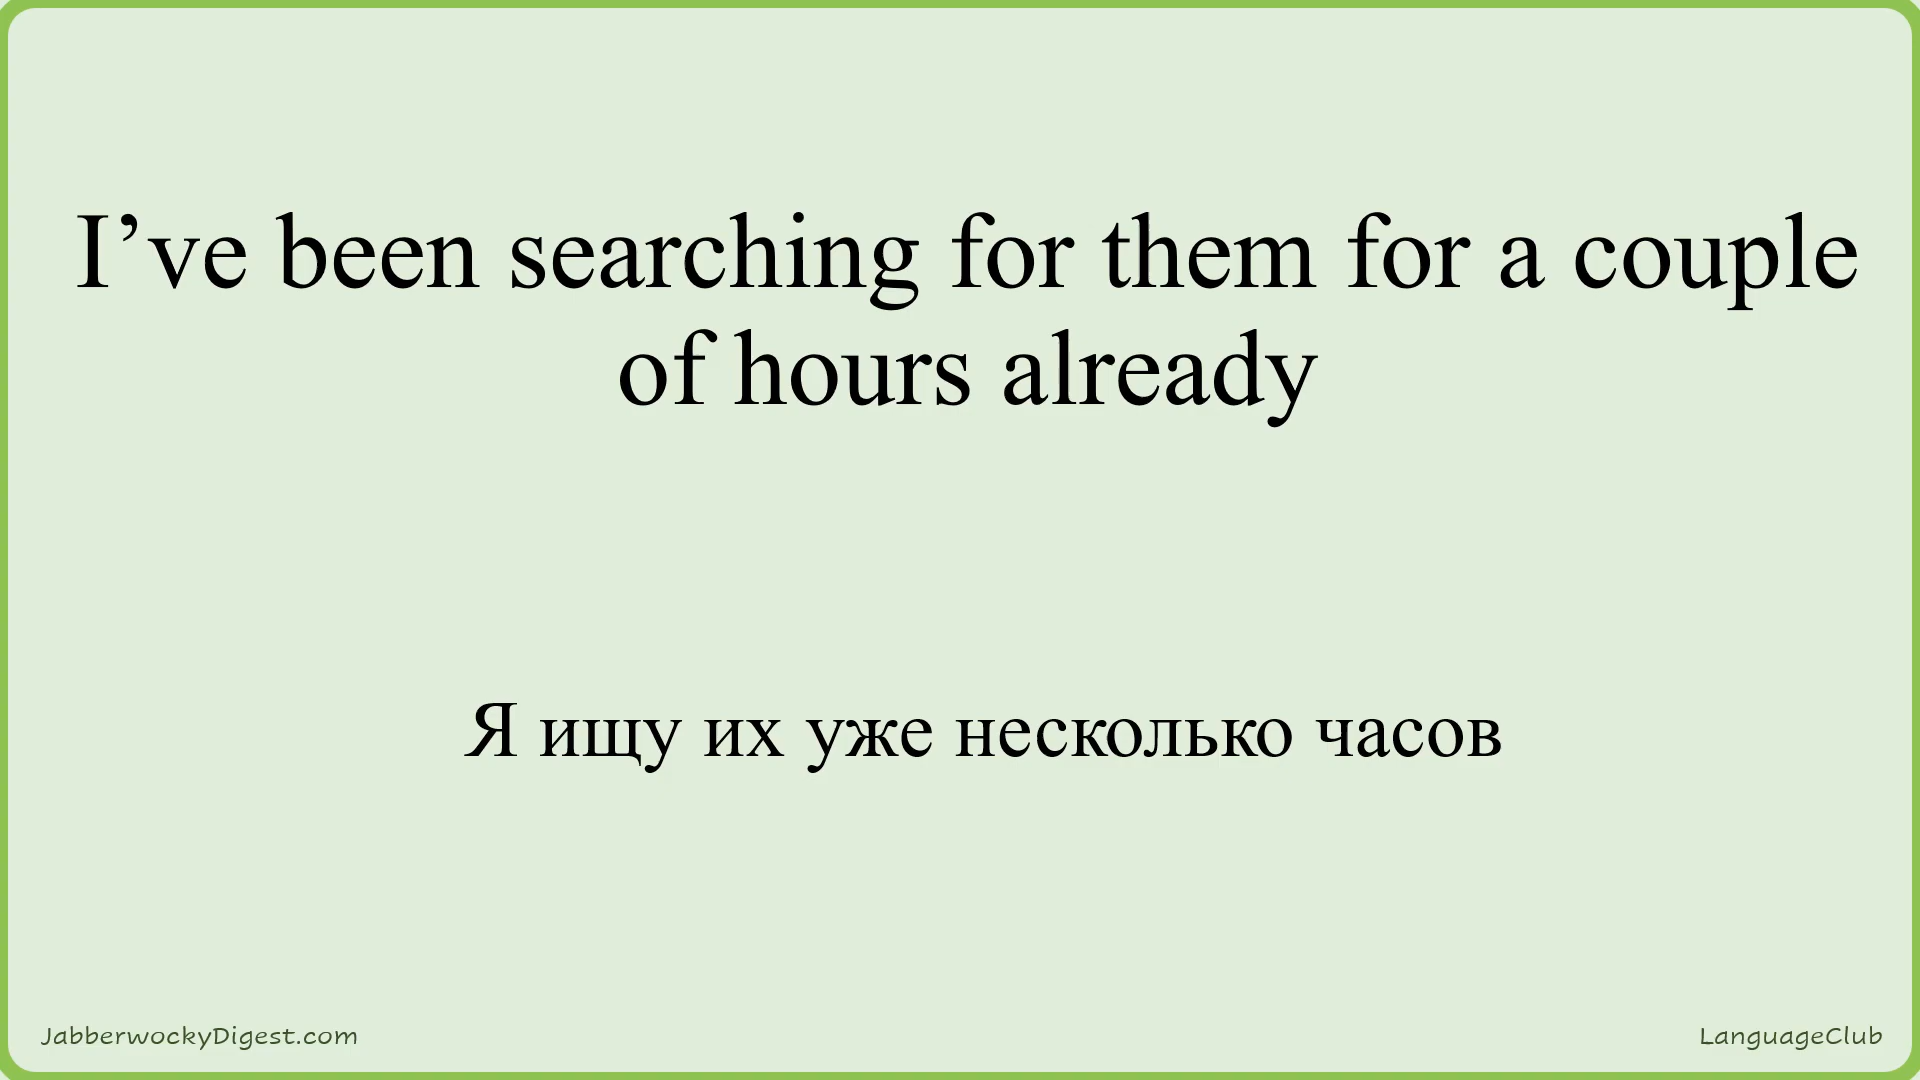 I’ve been searching for them for a couple
of hours already
Я ищу их уже несколько часов
JabberwockyDigest.com
LanguageClub